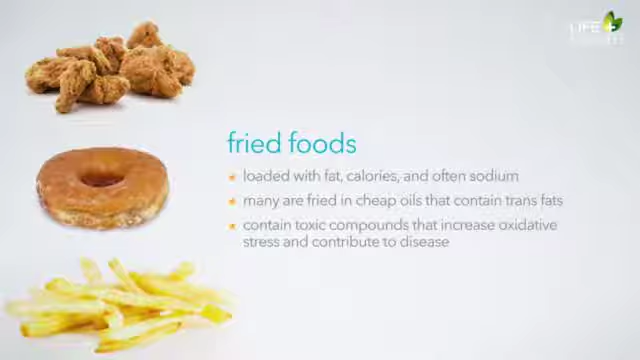 LIFE +
fried foods
loaded with fat, calories, and often sodium
many are fried in cheap oils that contain trans fats
contain toxic compounds that increase oxidative
stress and contribute to disease